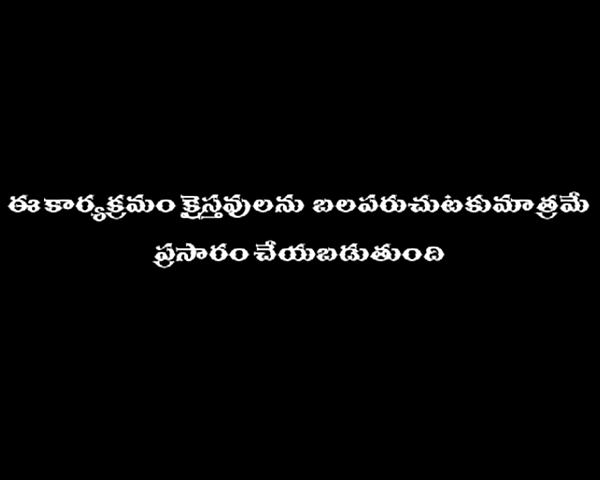 ఈ కార్యక్రమం క్రైస్తవులను బలపరుచుటకుమాత్రమే
ప్రసారం చేయబడుతుంది